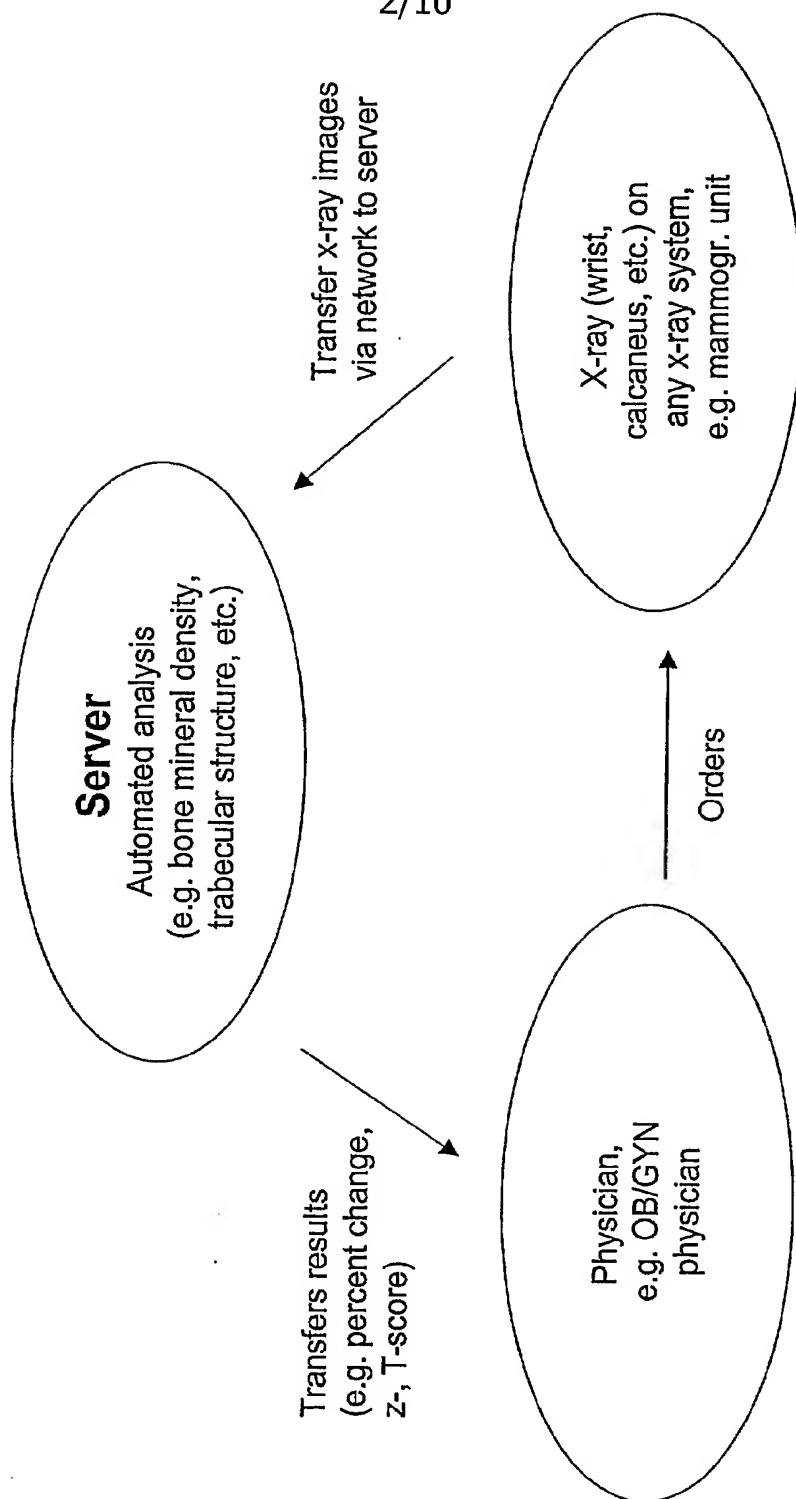 2/10
Server
Automated analysis
(e.g. bone mineral density,
trabecular structure, etc.)
Transfer x-ray images
via network to server
X-ray (wrist,
calcaneus, etc.) on
any x-ray system,
e.g. mammogr. unit
Orders
Physician,
e.g. OB/GYN
physician
Transfers results
(e.g. percent change,
z-, T-score)